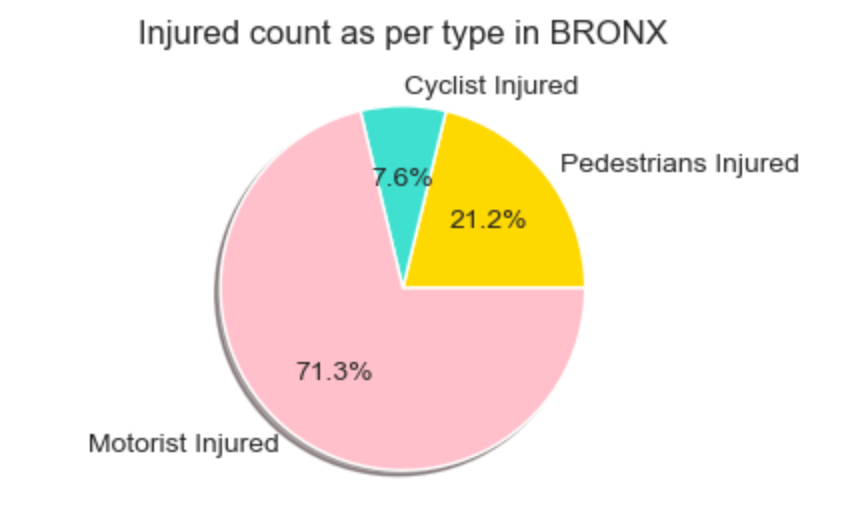 Injured count as per type in BRONX
Cyclist Injured
Pedestrians Injured
7.6%
21.2%
71.3%
Motorist Injured